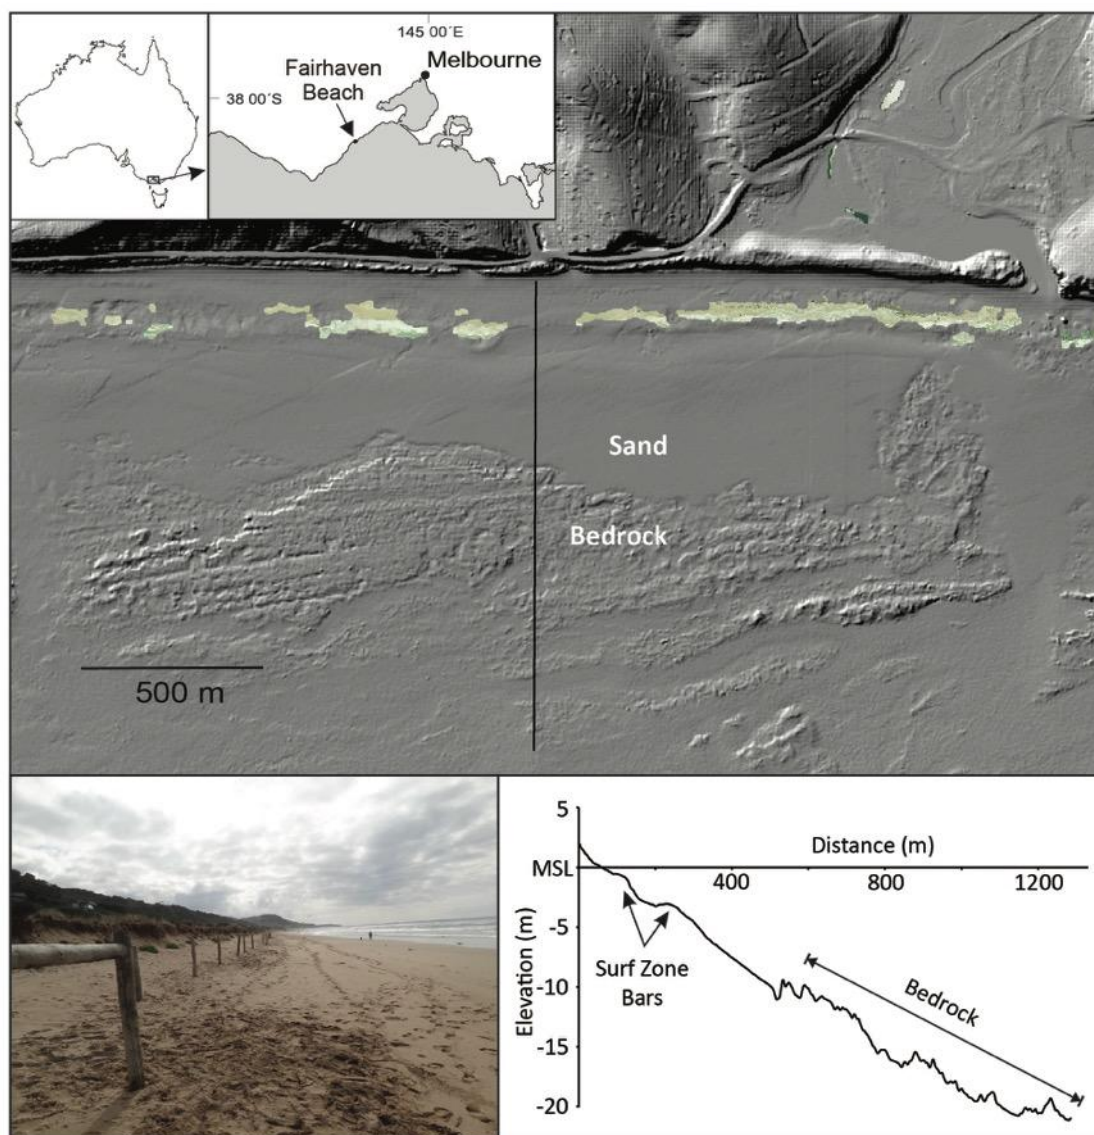 145 00´E
Melbourne
Fairhaven
Beach
38 00´S
Sand
Bedrock
500 m
5
Distance (m)
MSL
400
800
1200
-5
Surf Zone
Bars
-10
Bedrock
-15
-20
Elevation (m)